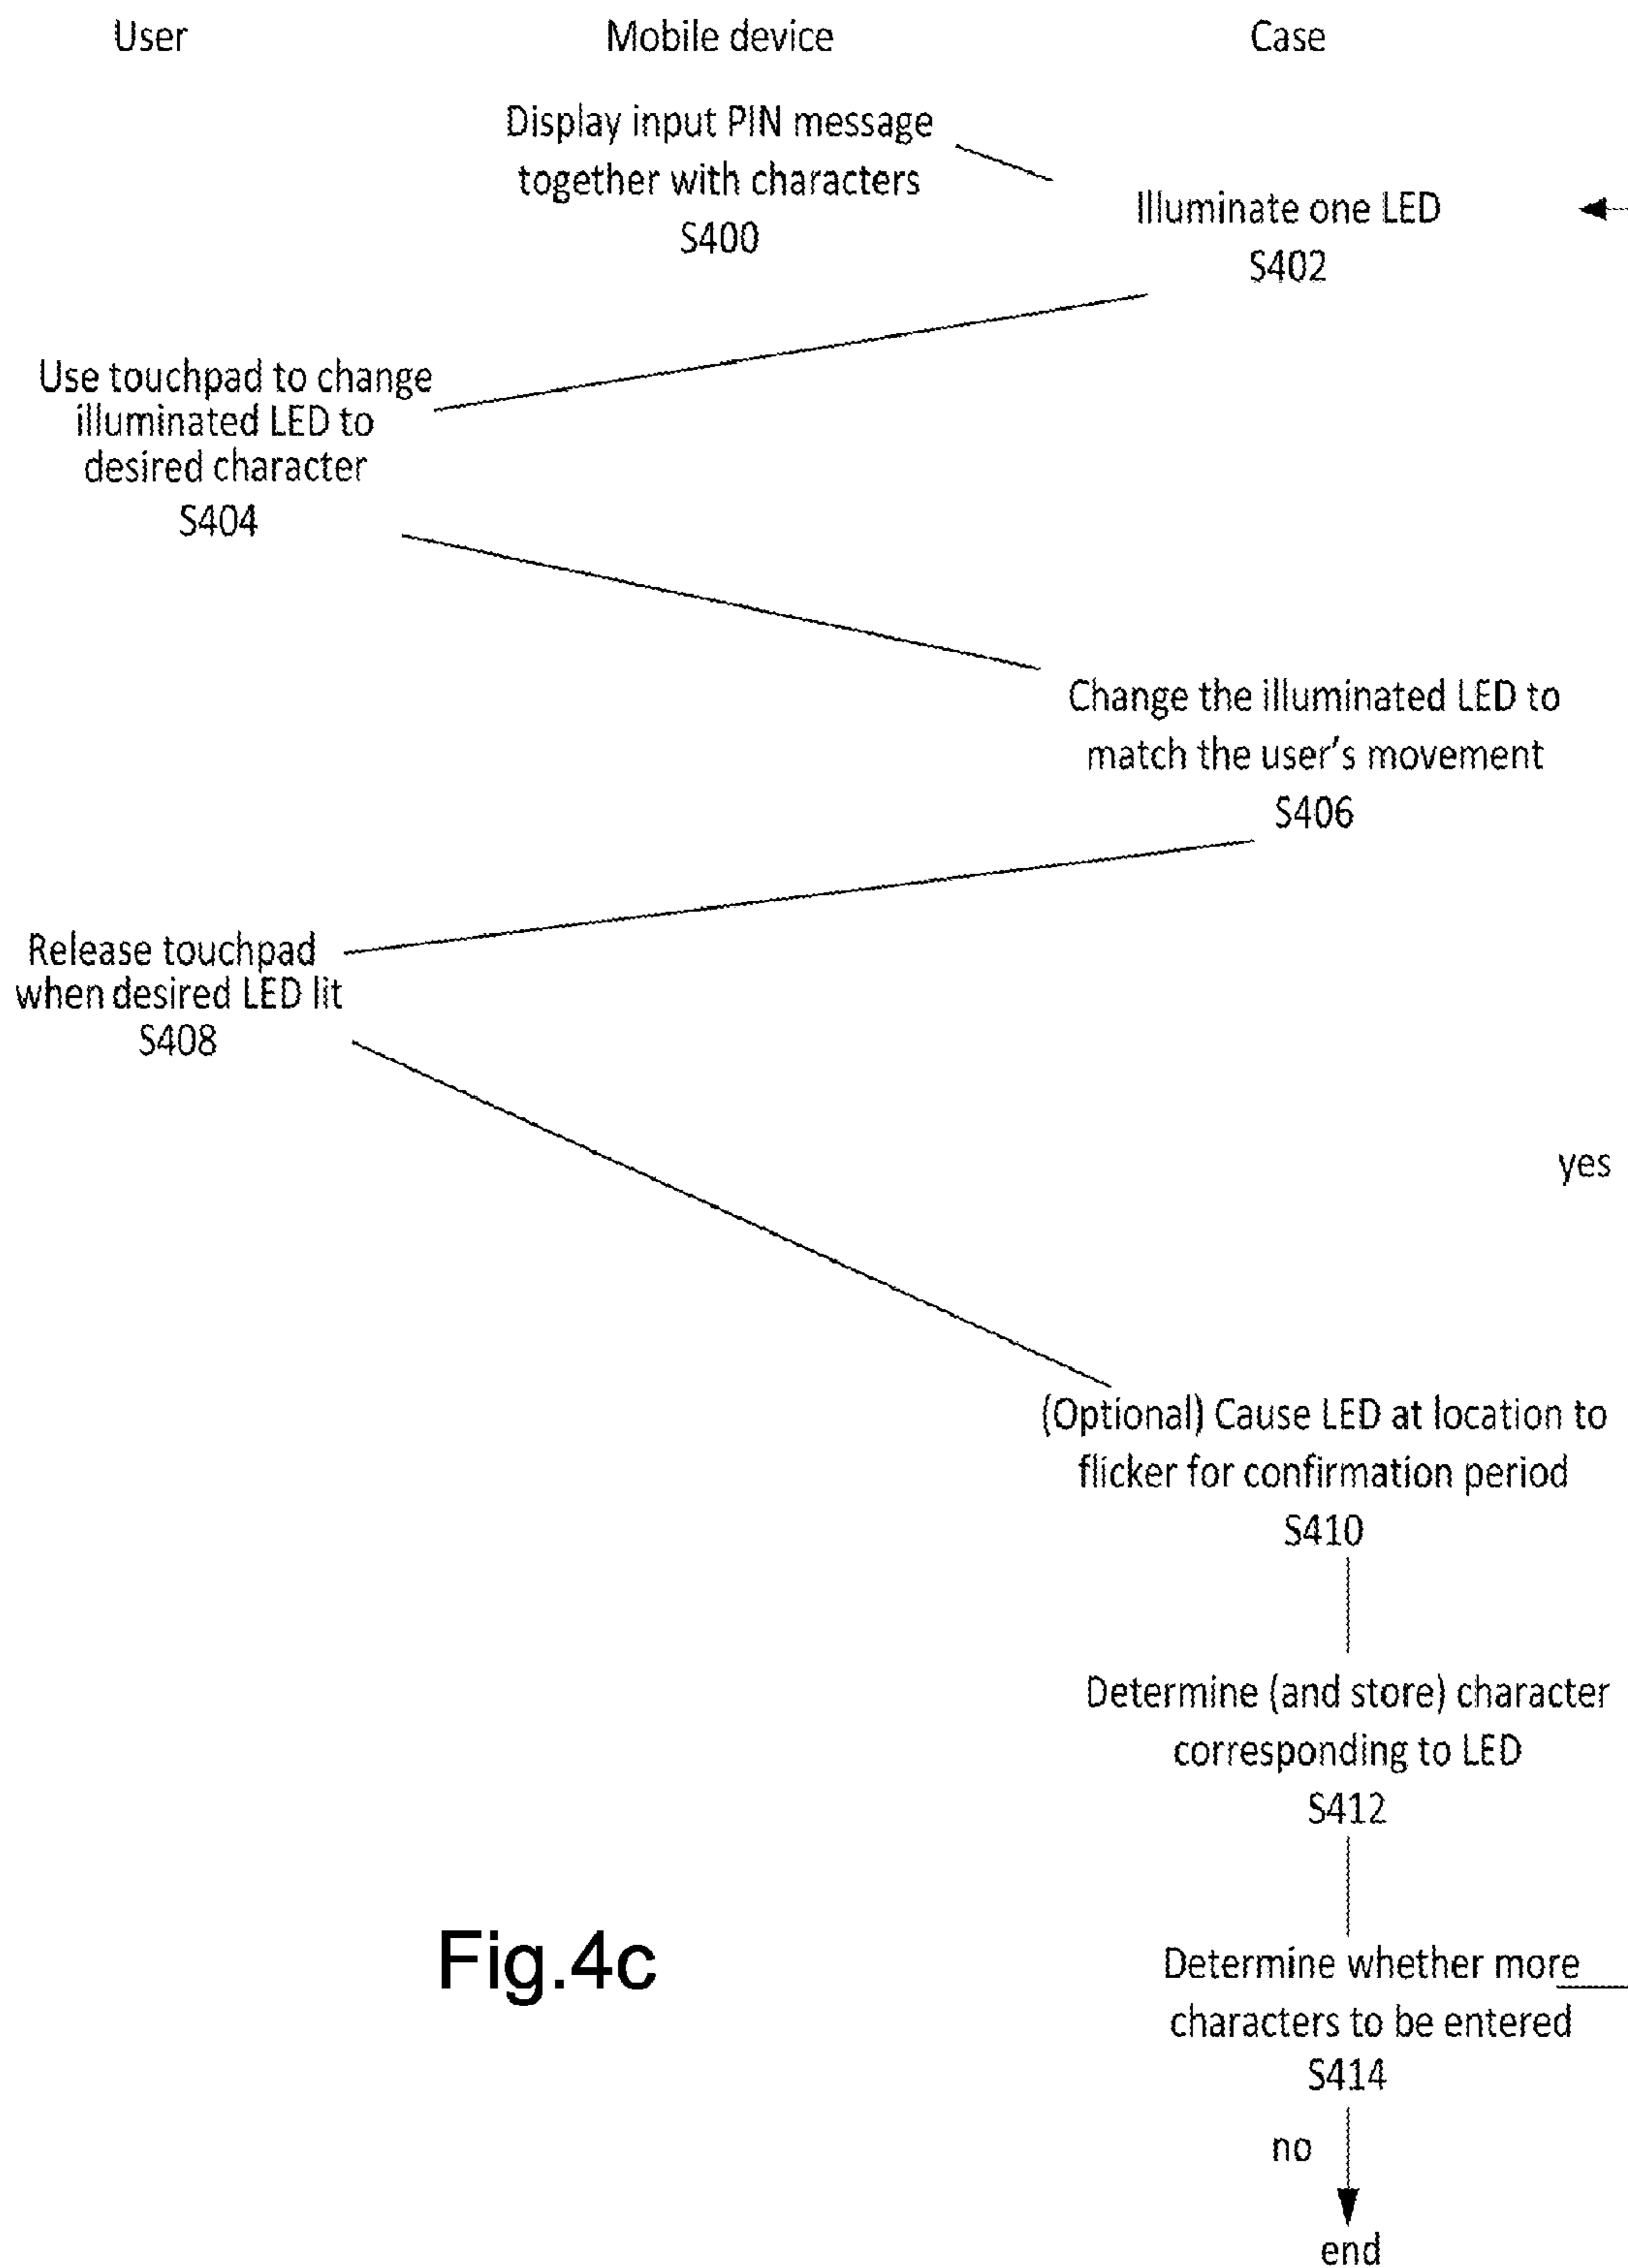 User
Mobile device
Case
Display input PIN message
together with characters
S400
Illuminate one LED
S402
Use touchpad to change
illuminated LED to
desired character
S404
Change the illuminated LED to
match the user's movement
S406
Release touchpad
when desired LED lit
S408
yes
(Optional) Cause LED at location to
flicker for confirmation period
S410
Determine (and store) character
corresponding to LED
S412
Determine whether more
characters to be entered
S414
no
end
Fig.4c